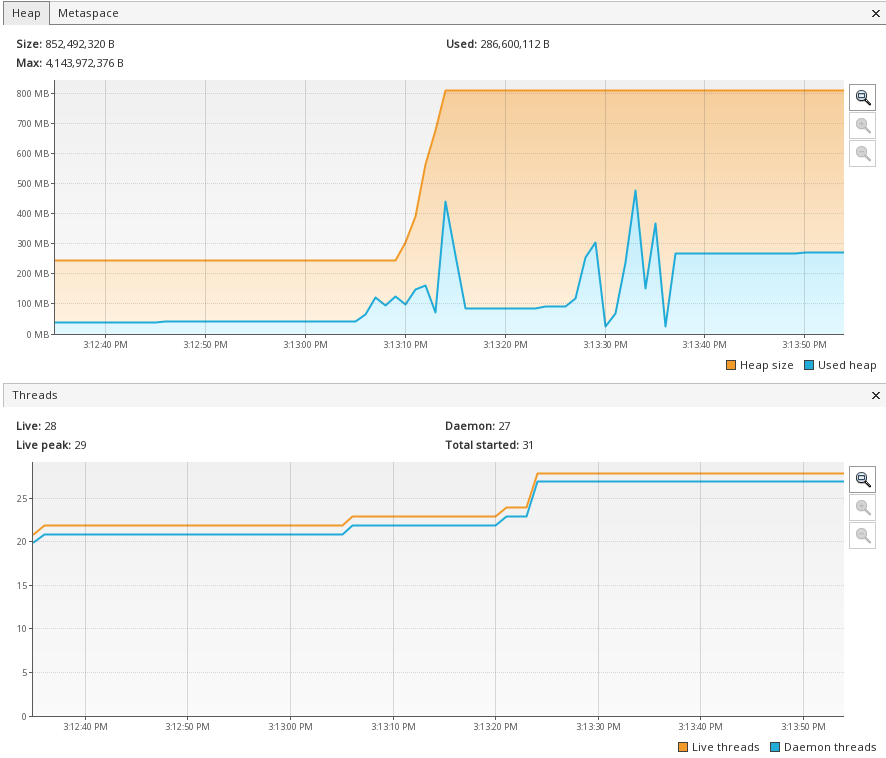 Heap Metaspace
Size: 852,492,320 B Used: 286,600,112 B
Max: 4,143,972,376 B
800 MB
700 MB
600 MB
500 MB
400 MB
300 MB
200 MB
100 MB
0 MB
3:12:40 PM 3:12:50 PM 3:13:00 PM 3:13:10 PM 3:13:20 PM 3:13:30 PM 3:13:40 PM 3:13:50 PM
Heap size Used heap
Threads
Live: 28 Daemon: 27
Live peak: 29 Total started: 31
25
20
15
10
5
0
3:12:40 PM 3:12:50 PM 3:13:00 PM 3:13:10 PM 3:13:20 PM 3:13:30 PM 3:13:40 PM 3:13:50 PM
Live threads Daemon threads